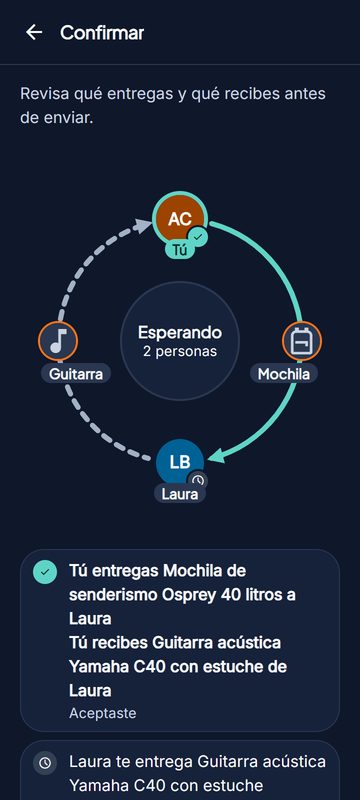 Confirmar
Revisa qué entregas y qué recibes antes
de enviar.
AC
Tú
Esperando
2 personas
Guitarra
Mochila
LB
Laura
Tú entregas Mochila de
senderismo Osprey 40 litros a
Laura
Tú recibes Guitarra acústica
Yamaha C40 con estuche de
Laura
Aceptaste
Laura te entrega Guitarra acústica
Yamaha C40 con estuche